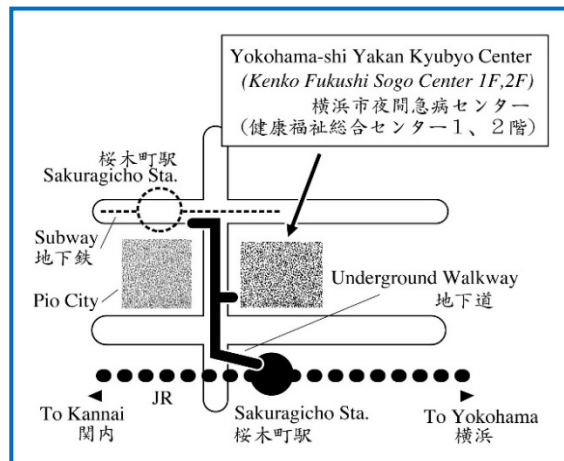 Yokohama-shi Yakan Kyubyo Center
(Kenko Fukushi Sogo Center 1F,2F)
横浜市夜間急病センター
（健康福祉総合センター１、２階）
桜木町駅
Sakuragicho Sta.
Subway
地下鉄
Pio City
Underground Walkway
地下道
JR
To Kannai
関内
Sakuragicho Sta.
桜木町駅
To Yokohama
横浜